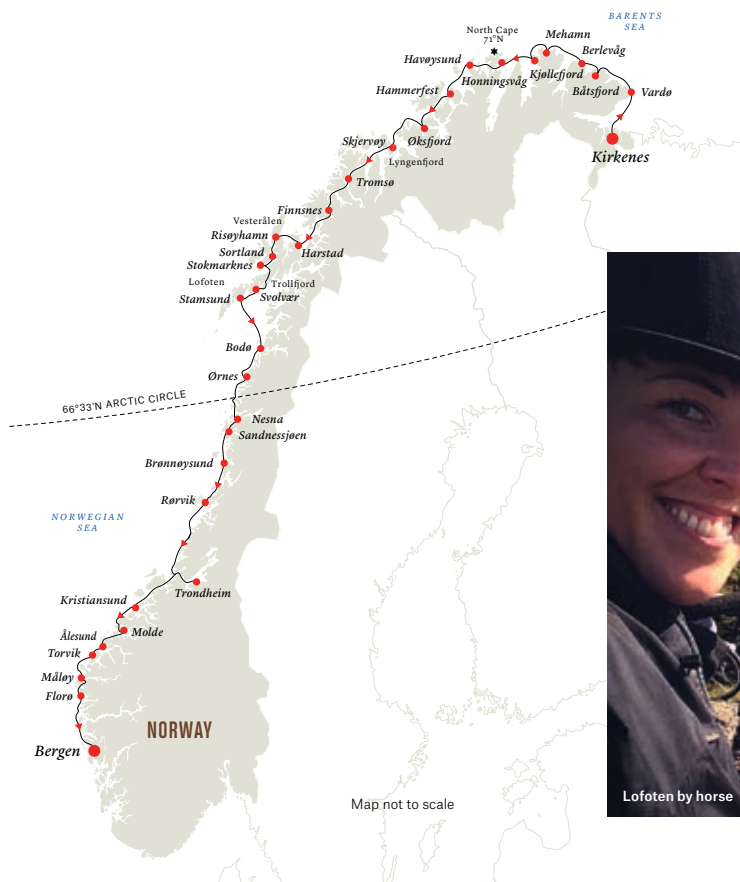 BARENTS
SEA
North Cape
71°N
Mehamn
Berlevåg
Havøysund
Kjøllefjord
Honningsvåg
Båtsfjord
Vardø
Hammerfest
Kirkenes
Skjervøy
Øksfjord
Lyngenfjord
Tromsø
Finnsnes
Vesterålen
Risøyhamn
Harstad
Sortland
Stokmarknes
Lofoten
Trollfjord
Stamsund
Svolvær
Bodø
Ørnes
66°33'N ARCTIC CIRCLE
Nesna
Sandnessjøen
Brønnøysund
Rørvik
NORWEGIAN
SEA
Trondheim
Kristiansund
Molde
Ålesund
Torvik
Måløy
Florø
NORWAY
Bergen
Map not to scale
Lofoten by horse